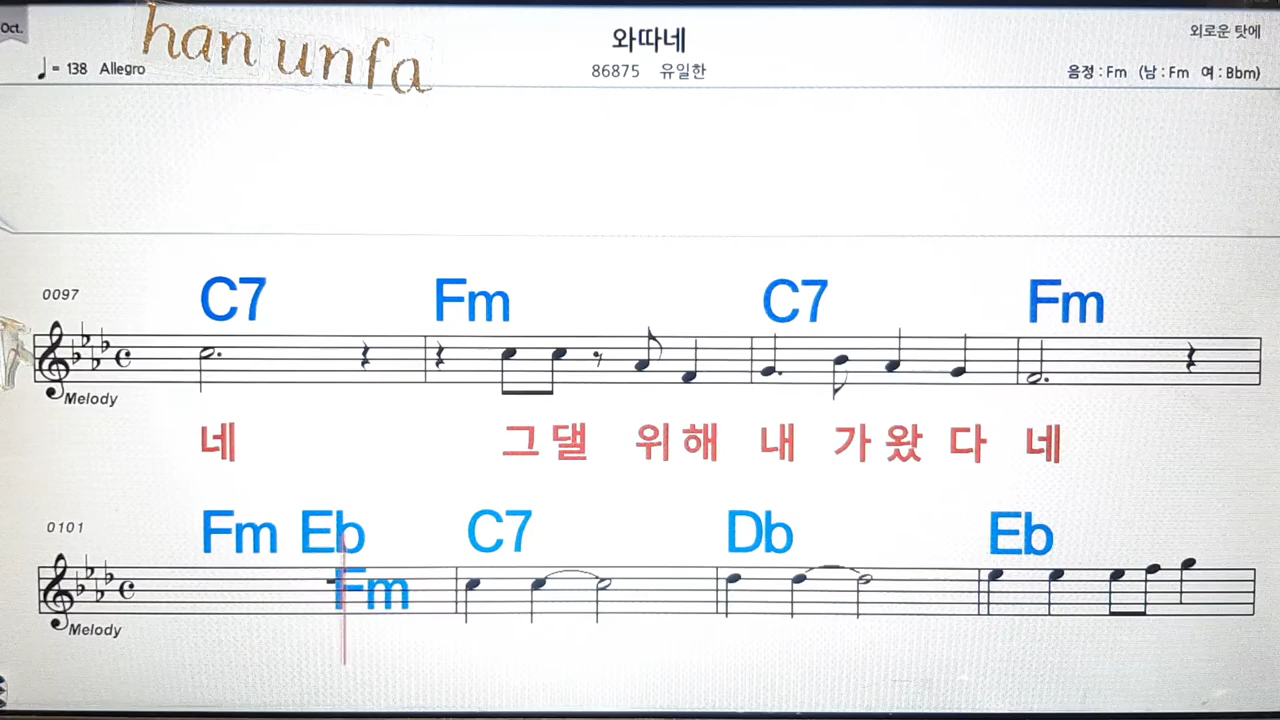 Oct.
han unfa
와따네
외로운 탓에
♩= 138 Allegro
86875 유일한
음정 : Fm (남 : Fm 여 : Bbm)
0097
C7 Fm C7 Fm
Melody
네 그댈 위해 내 가왔다네
0101
Fm Eb C7 Db Eb
Fm
Melody